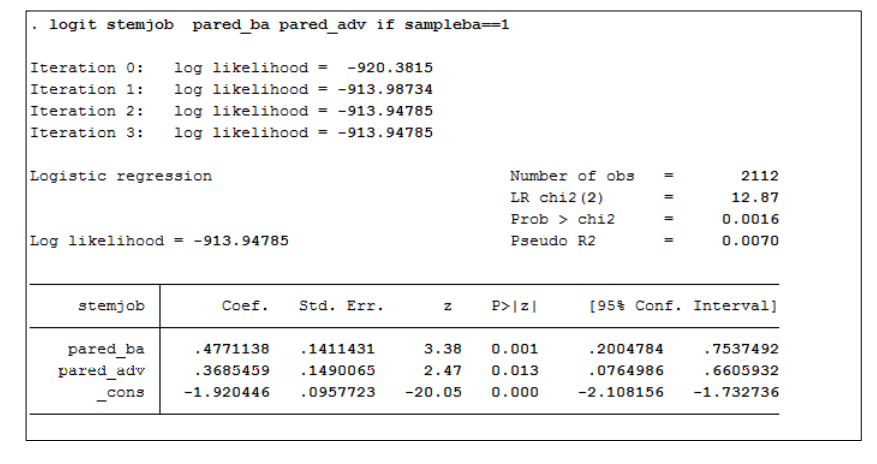 . logit stemjob  pared_ba pared_adv if sampleba==1
Iteration 0:   log likelihood =  -920.3815
Iteration 1:   log likelihood = -913.98734
Iteration 2:   log likelihood = -913.94785
Iteration 3:   log likelihood = -913.94785
Logistic regression                               Number of obs   =       2112
                                                  LR chi2(2)      =      12.87
                                                  Prob > chi2     =     0.0016
Log likelihood = -913.94785                       Pseudo R2       =     0.0070
stemjob        Coef.   Std. Err.      z    P>|z|     [95% Conf. Interval]
pared_ba    .4771138   .1411431     3.38   0.001     .2004784    .7537492
pared_adv    .3685459   .1490065     2.47   0.013     .0764986    .6605932
_cons   -1.920446   .0957723   -20.05   0.000    -2.108156   -1.732736